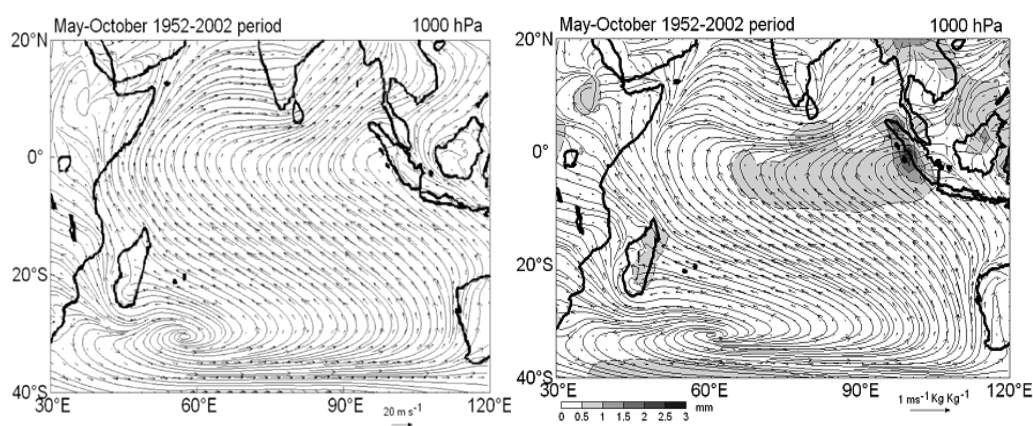 May-October 1952-2002 period 1000 hPa
20°N
0°
20°S
40°S
30°E 60°E 90°E 120°E
20 m s⁻¹
May-October 1952-2002 period 1000 hPa
20°N
0°
20°S
40°S
30°E 60°E 90°E 120°E
0 0.5 1 1.5 2 2.5 3 mm
1 ms⁻¹ Kg Kg⁻¹